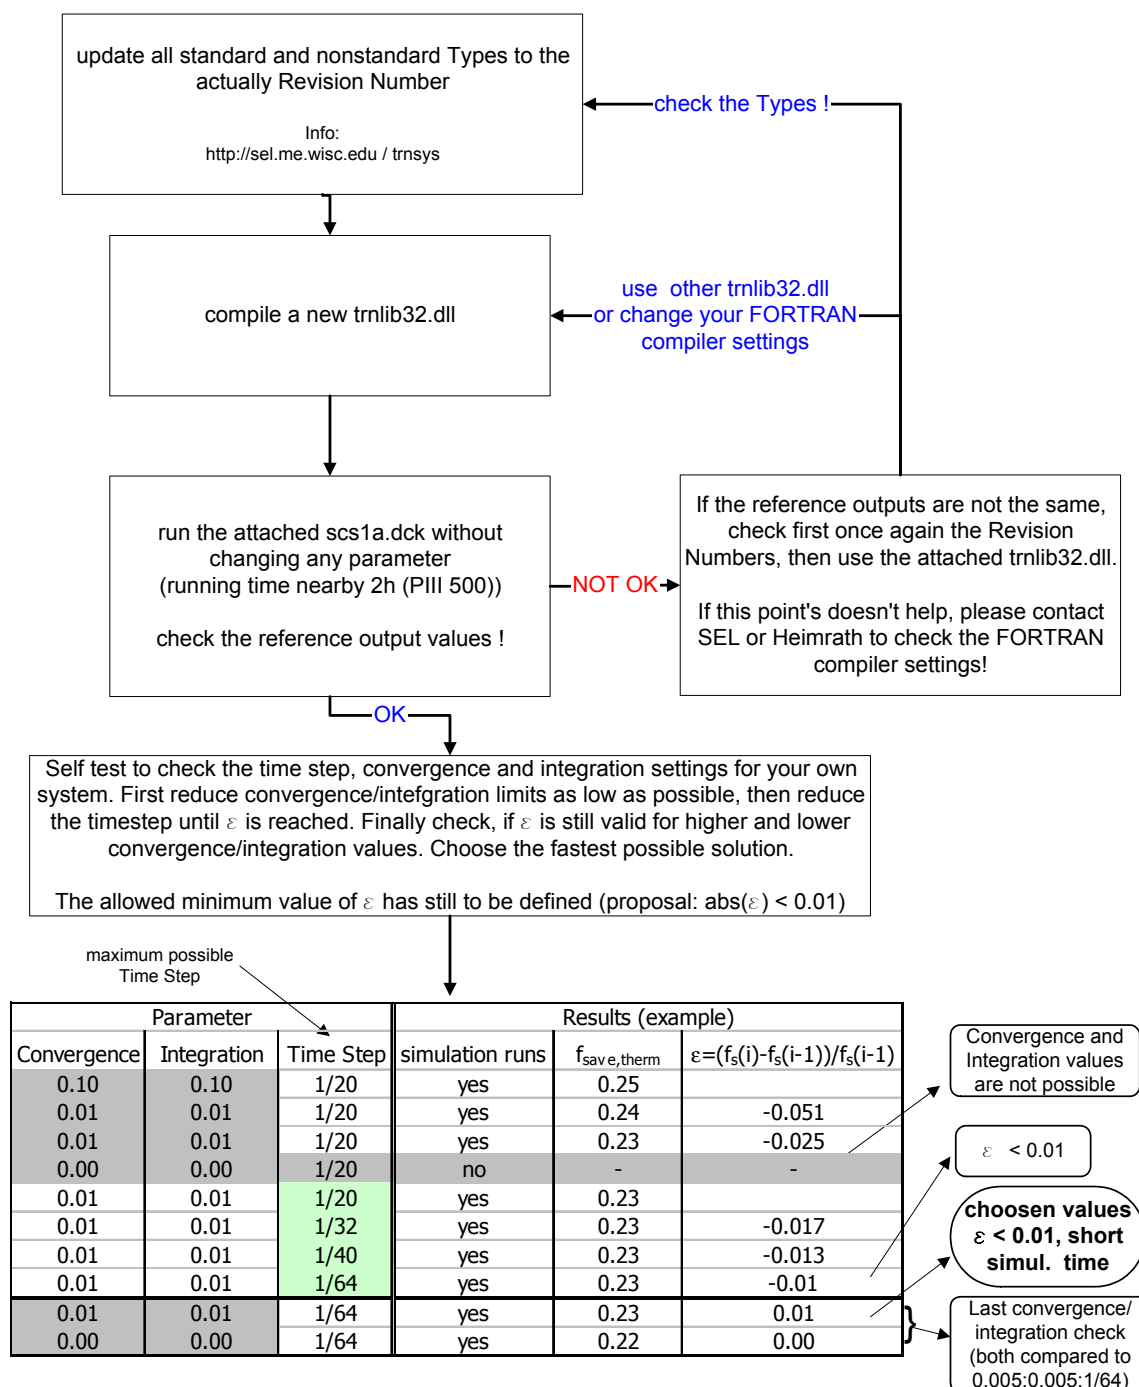 update all standard and nonstandard Types to the
actually Revision Number
Info:
http://sel.me.wisc.edu / trnsys
check the Types !
compile a new trnlib32.dll
use other trnlib32.dll
or change your FORTRAN
compiler settings
run the attached scs1a.dck without
changing any parameter
(running time nearby 2h (PIII 500))
check the reference output values !
NOT OK
If the reference outputs are not the same,
check first once again the Revision
Numbers, then use the attached trnlib32.dll.
If this point's doesn't help, please contact
SEL or Heimrath to check the FORTRAN
compiler settings!
OK
Self test to check the time step, convergence and integration settings for your own
system. First reduce convergence/intefgration limits as low as possible, then reduce
the timestep until ε is reached. Finally check, if ε is still valid for higher and lower
convergence/integration values. Choose the fastest possible solution.
The allowed minimum value of ε has still to be defined (proposal: abs(ε) < 0.01)
maximum possible
Time Step
Parameter Results (example)
Convergence Integration Time Step simulation runs fsave,therm ε=(fs(i)-fs(i-1))/fs(i-1)
0.10 0.10 1/20 yes 0.25
0.01 0.01 1/20 yes 0.24 -0.051
0.01 0.01 1/20 yes 0.23 -0.025
0.00 0.00 1/20 no - -
0.01 0.01 1/20 yes 0.23
0.01 0.01 1/32 yes 0.23 -0.017
0.01 0.01 1/40 yes 0.23 -0.013
0.01 0.01 1/64 yes 0.23 -0.01
0.01 0.01 1/64 yes 0.23 0.01
0.00 0.00 1/64 yes 0.22 0.00
Convergence and
Integration values
are not possible
ε < 0.01
choosen values
ε < 0.01, short
simul. time
Last convergence/
integration check
(both compared to
0.005;0.005;1/64)